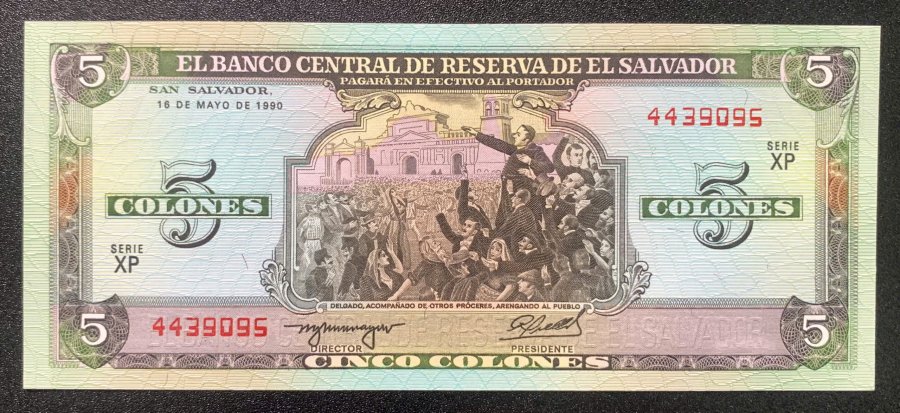 5 EL BANCO CENTRAL DE RESERVA DE EL SALVADOR 5
PAGARÁ EN EFECTIVO AL PORTADOR
SAN SALVADOR,
16 DE MAYO DE 1990
4439095
SERIE
XP
5
COLONES
5
COLONES
SERIE
XP
DELGADO, ACOMPAÑADO DE OTROS PRÓCERES, ARENGANDO AL PUEBLO
5 4439095 5
DIRECTOR PRESIDENTE
CINCO COLONES